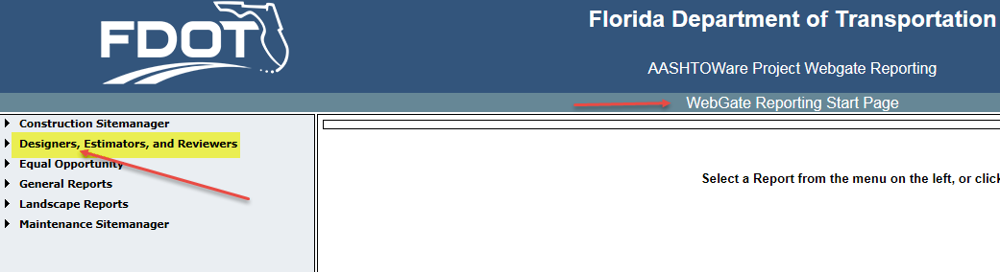 FDOT
Florida Department of Transportation
AASHTOWare Project Webgate Reporting
WebGate Reporting Start Page
Construction Sitemanager
Designers, Estimators, and Reviewers
Equal Opportunity
General Reports
Landscape Reports
Maintenance Sitemanager
Select a Report from the menu on the left, or click